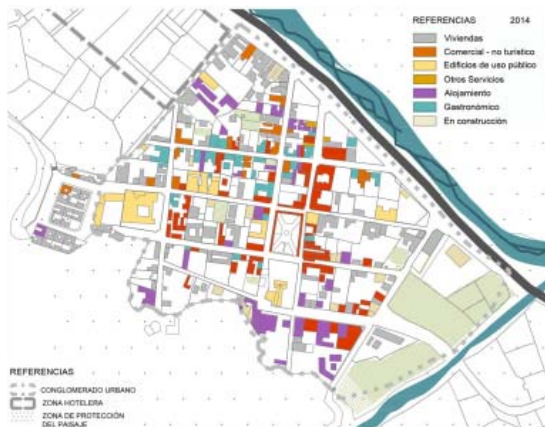 REFERENCIAS 2014
Viviendas
Comercial - no turístico
Edificios de uso público
Otros Servicios
Alojamiento
Gastronómico
En construcción
REFERENCIAS
CONGLOMERADO URBANO
ZONA HOTELERA
ZONA DE PROTECCIÓN
DEL PAISAJE